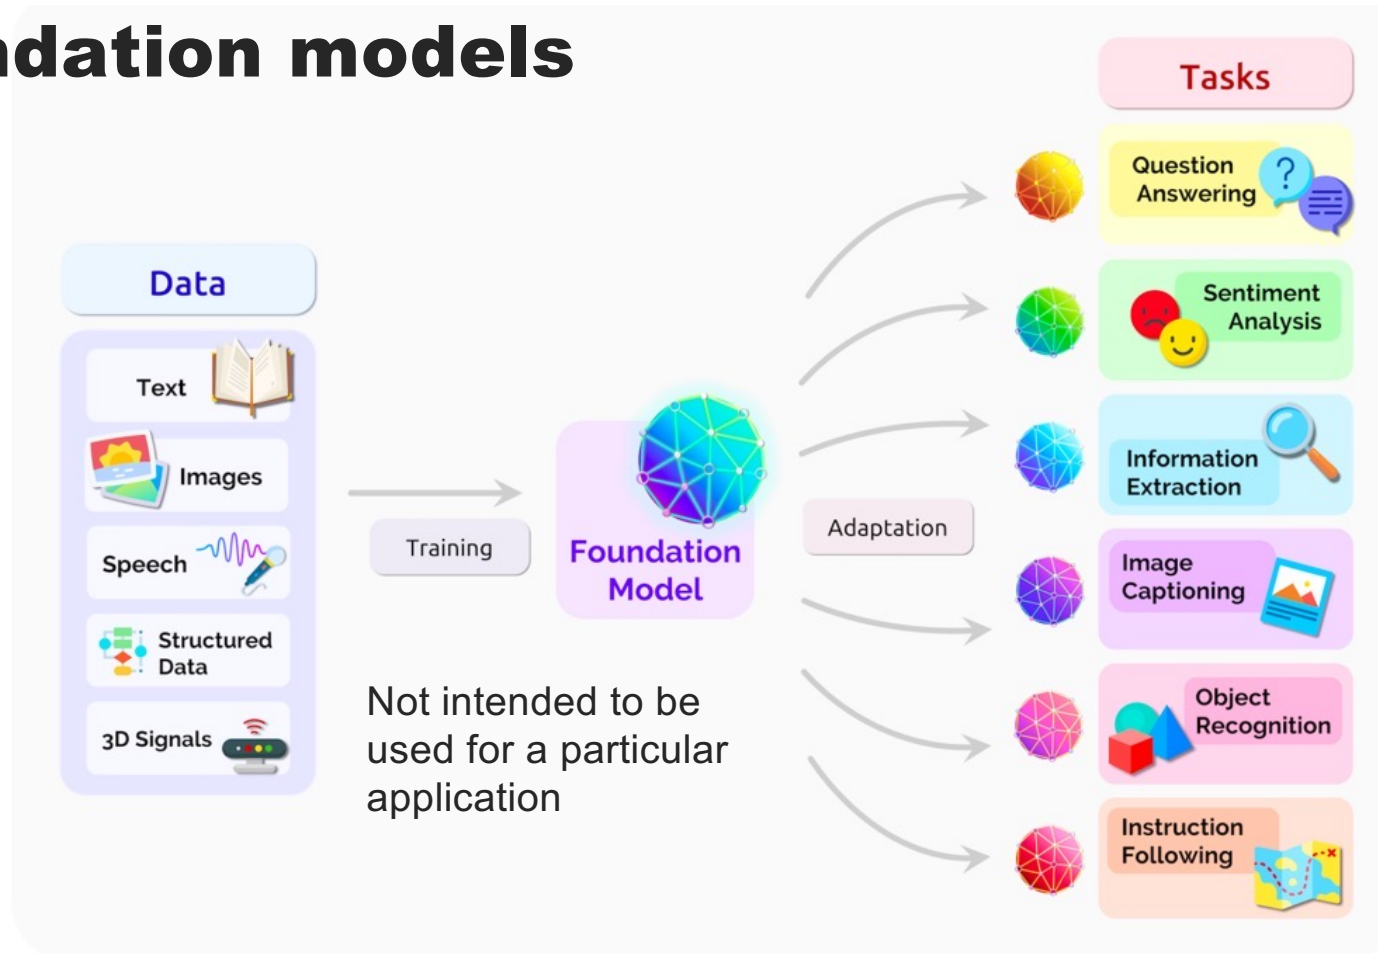 ndation models
Data
Text
Images
Speech
Structured
Data
3D Signals
Training
Foundation
Model
Not intended to be
used for a particular
application
Adaptation
Tasks
Question
Answering
?
Sentiment
Analysis
Information
Extraction
Image
Captioning
Object
Recognition
Instruction
Following